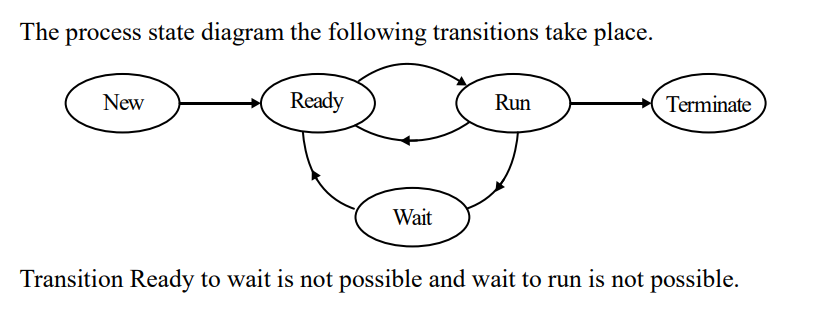 The process state diagram the following transitions take place.
New
Ready
Run
Terminate
Wait
Transition Ready to wait is not possible and wait to run is not possible.